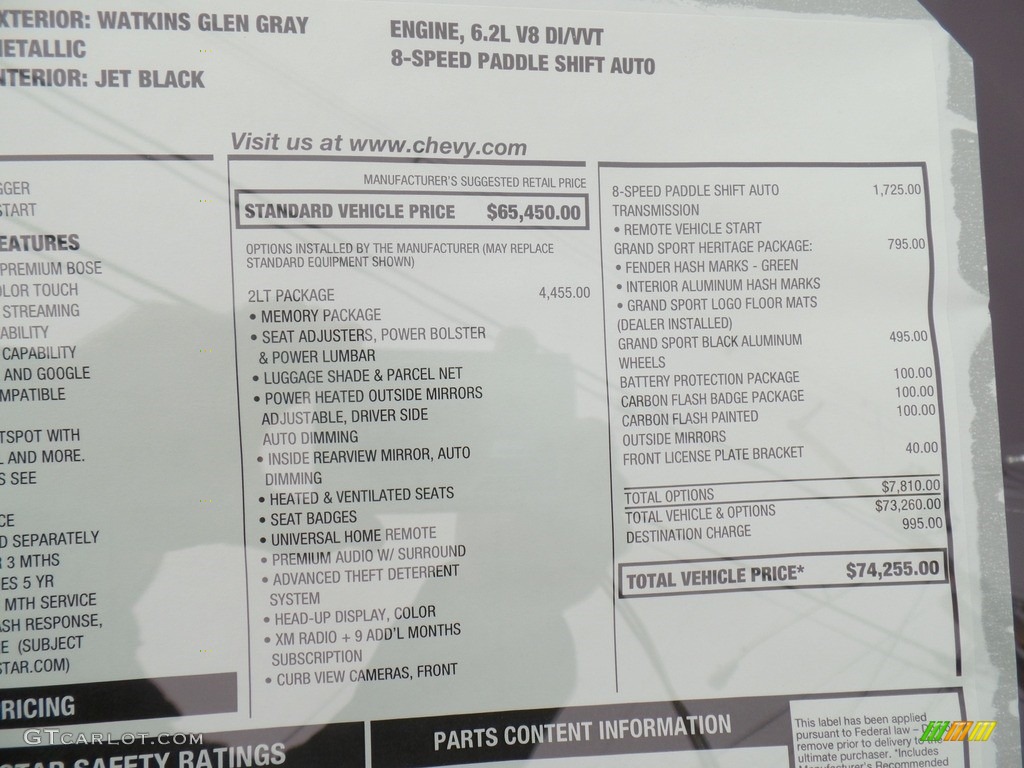 XTERIOR: WATKINS GLEN GRAY
METALLIC
NTERIOR: JET BLACK
ENGINE, 6.2L V8 DI/VVT
8-SPEED PADDLE SHIFT AUTO
Visit us at www.chevy.com
GGER
START
EATURES
PREMIUM BOSE
OLOR TOUCH
STREAMING
ABILITY
CAPABILITY
AND GOOGLE
MPATIBLE
TSPOT WITH
AND MORE.
S SEE
CE
D SEPARATELY
3 MTHS
ES 5 YR
MTH SERVICE
ASH RESPONSE,
E (SUBJECT
STAR.COM)
RICING
STAR SAFETY RATINGS
MANUFACTURER'S SUGGESTED RETAIL PRICE
STANDARD VEHICLE PRICE $65,450.00
OPTIONS INSTALLED BY THE MANUFACTURER (MAY REPLACE
STANDARD EQUIPMENT SHOWN)
2LT PACKAGE 4,455.00
• MEMORY PACKAGE
• SEAT ADJUSTERS, POWER BOLSTER
& POWER LUMBAR
• LUGGAGE SHADE & PARCEL NET
• POWER HEATED OUTSIDE MIRRORS
ADJUSTABLE, DRIVER SIDE
AUTO DIMMING
• INSIDE REARVIEW MIRROR, AUTO
DIMMING
• HEATED & VENTILATED SEATS
• SEAT BADGES
• UNIVERSAL HOME REMOTE
• PREMIUM AUDIO W/ SURROUND
• ADVANCED THEFT DETERRENT
SYSTEM
• HEAD-UP DISPLAY, COLOR
• XM RADIO + 9 ADD'L MONTHS
SUBSCRIPTION
• CURB VIEW CAMERAS, FRONT
8-SPEED PADDLE SHIFT AUTO 1,725.00
TRANSMISSION
• REMOTE VEHICLE START
GRAND SPORT HERITAGE PACKAGE: 795.00
• FENDER HASH MARKS - GREEN
• INTERIOR ALUMINUM HASH MARKS
• GRAND SPORT LOGO FLOOR MATS
(DEALER INSTALLED)
GRAND SPORT BLACK ALUMINUM 495.00
WHEELS
BATTERY PROTECTION PACKAGE 100.00
CARBON FLASH BADGE PACKAGE 100.00
CARBON FLASH PAINTED 100.00
OUTSIDE MIRRORS
FRONT LICENSE PLATE BRACKET 40.00
TOTAL OPTIONS $7,810.00
TOTAL VEHICLE & OPTIONS $73,260.00
DESTINATION CHARGE 995.00
TOTAL VEHICLE PRICE* $74,255.00
PARTS CONTENT INFORMATION
This label has been applied
pursuant to Federal law -
remove prior to delivery to the
ultimate purchaser. *Includes
Manufacturer's Recommended
GTcarlot.com